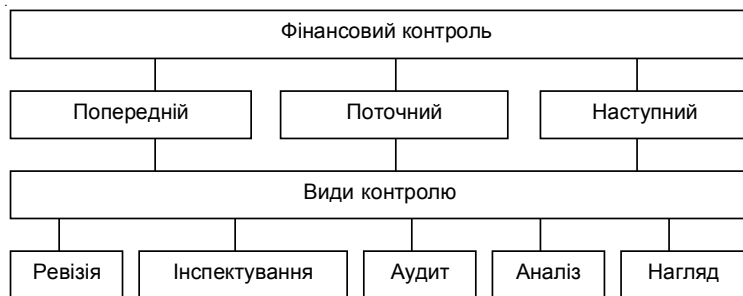 Фінансовий контроль
Попередній Поточний Наступний
Види контролю
Ревізія Інспектування Аудит Аналіз Нагляд